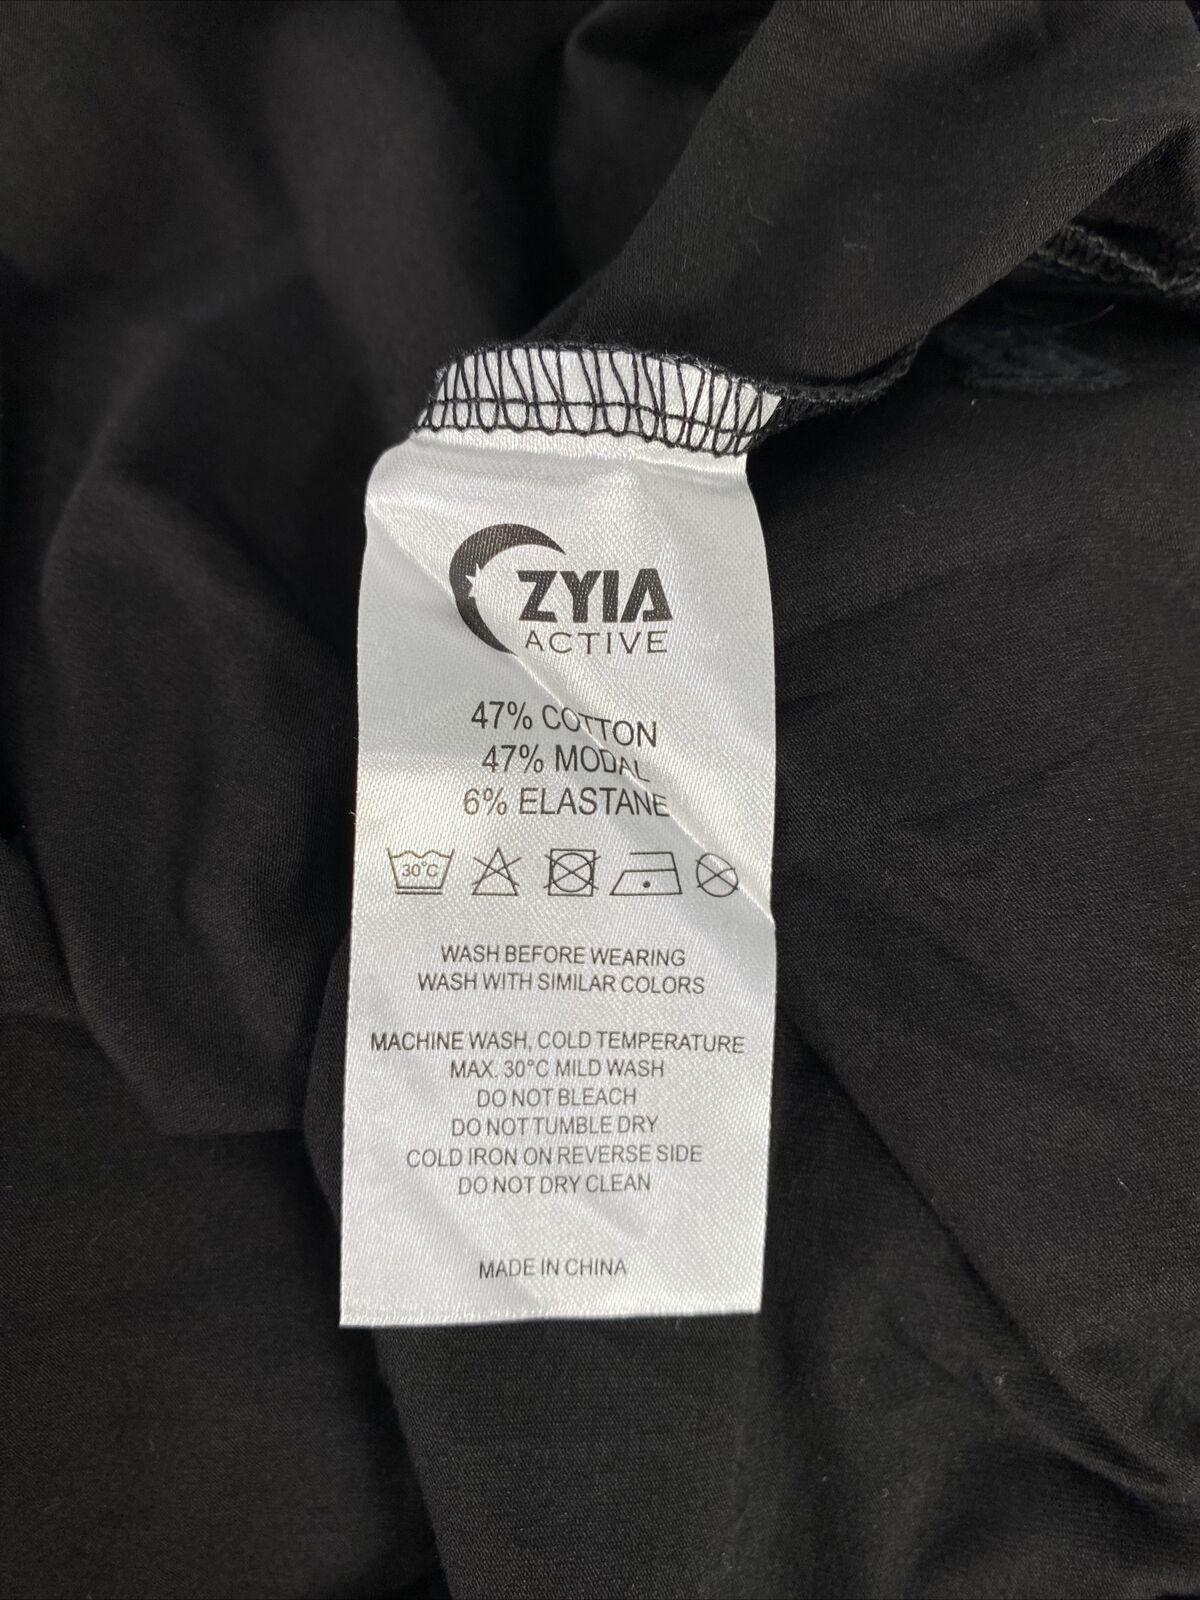 ZYIA
ACTIVE
47% COTTON
47% MODAL
6% ELASTANE
30°C
WASH BEFORE WEARING
WASH WITH SIMILAR COLORS
MACHINE WASH, COLD TEMPERATURE
MAX. 30°C MILD WASH
DO NOT BLEACH
DO NOT TUMBLE DRY
COLD IRON ON REVERSE SIDE
DO NOT DRY CLEAN
MADE IN CHINA